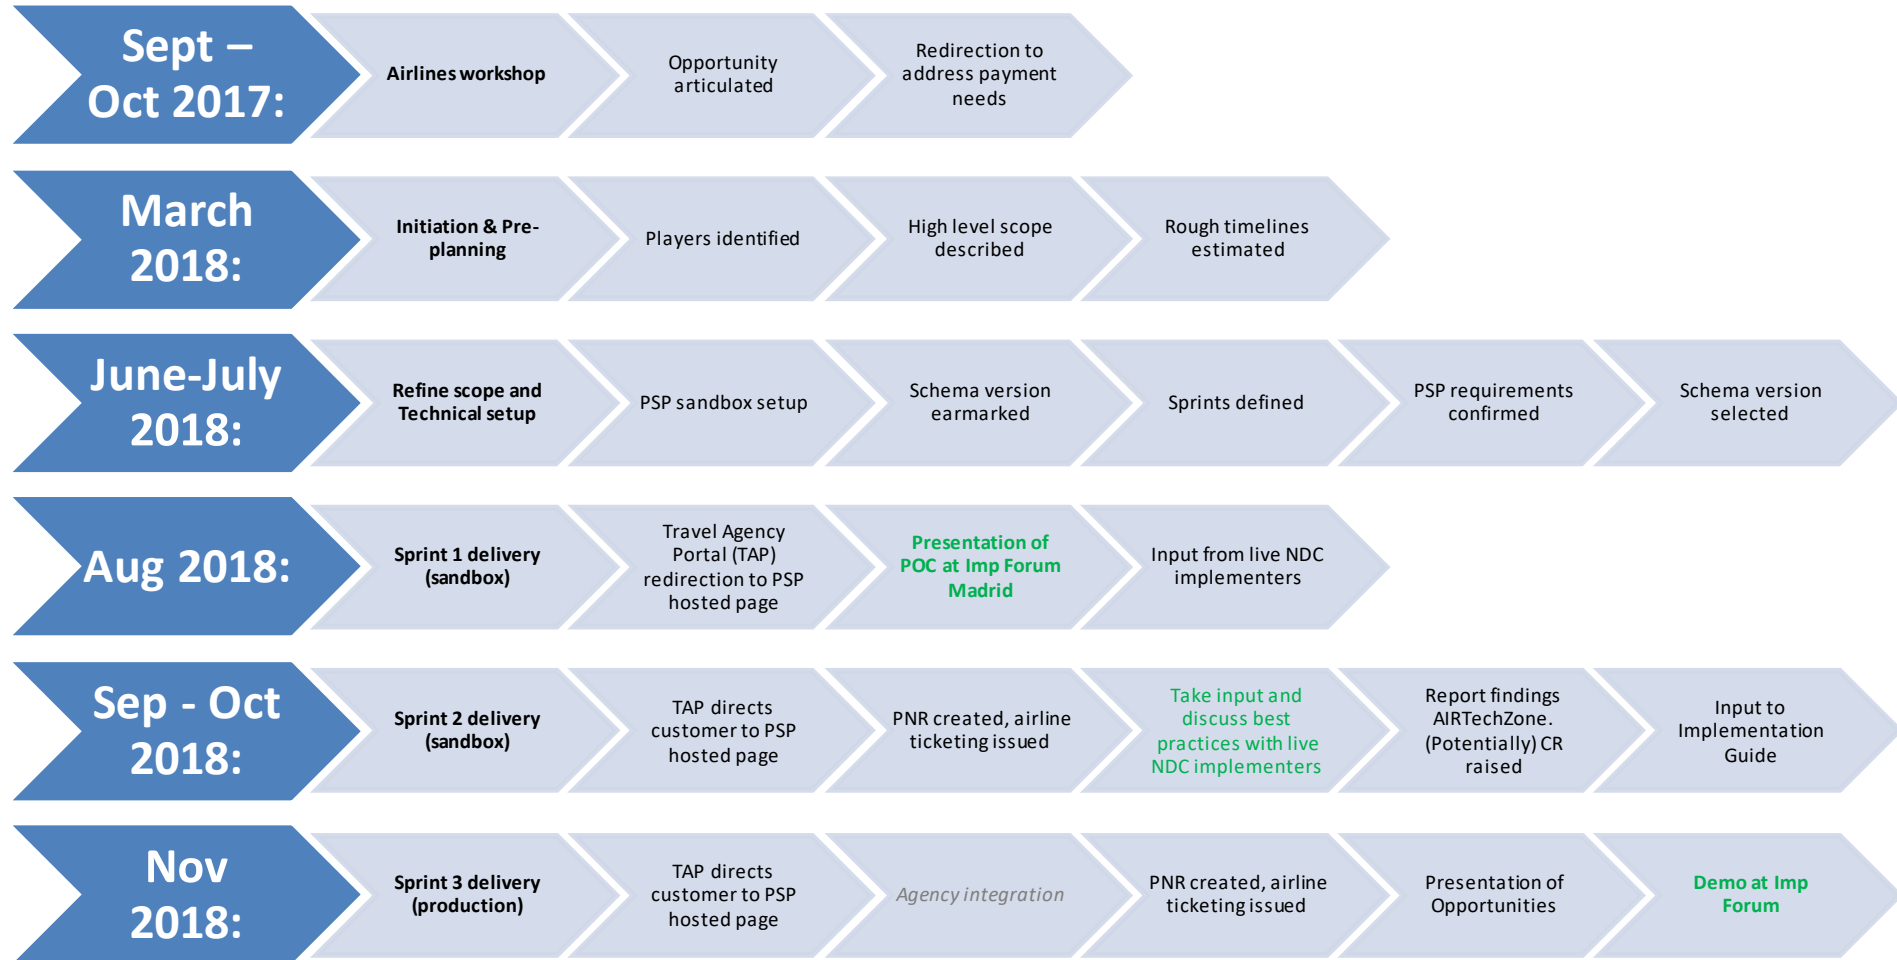 Sept –
Oct 2017:
Airlines workshop
Opportunity
articulated
Redirection to
address payment
needs
March
2018:
Initiation & Pre-
planning
Players identified
High level scope
described
Rough timelines
estimated
June-July
2018:
Refine scope and
Technical setup
PSP sandbox setup
Schema version
earmarked
Sprints defined
PSP requirements
confirmed
Schema version
selected
Aug 2018:
Sprint 1 delivery
(sandbox)
Travel Agency
Portal (TAP)
redirection to PSP
hosted page
Presentation of
POC at Imp Forum
Madrid
Input from live NDC
implementers
Sep - Oct
2018:
Sprint 2 delivery
(sandbox)
TAP directs
customer to PSP
hosted page
PNR created, airline
ticketing issued
Take input and
discuss best
practices with live
NDC implementers
Report findings
AIRTechZone.
(Potentially) CR
raised
Input to
Implementation
Guide
Nov
2018:
Sprint 3 delivery
(production)
TAP directs
customer to PSP
hosted page
Agency integration
PNR created, airline
ticketing issued
Presentation of
Opportunities
Demo at Imp
Forum